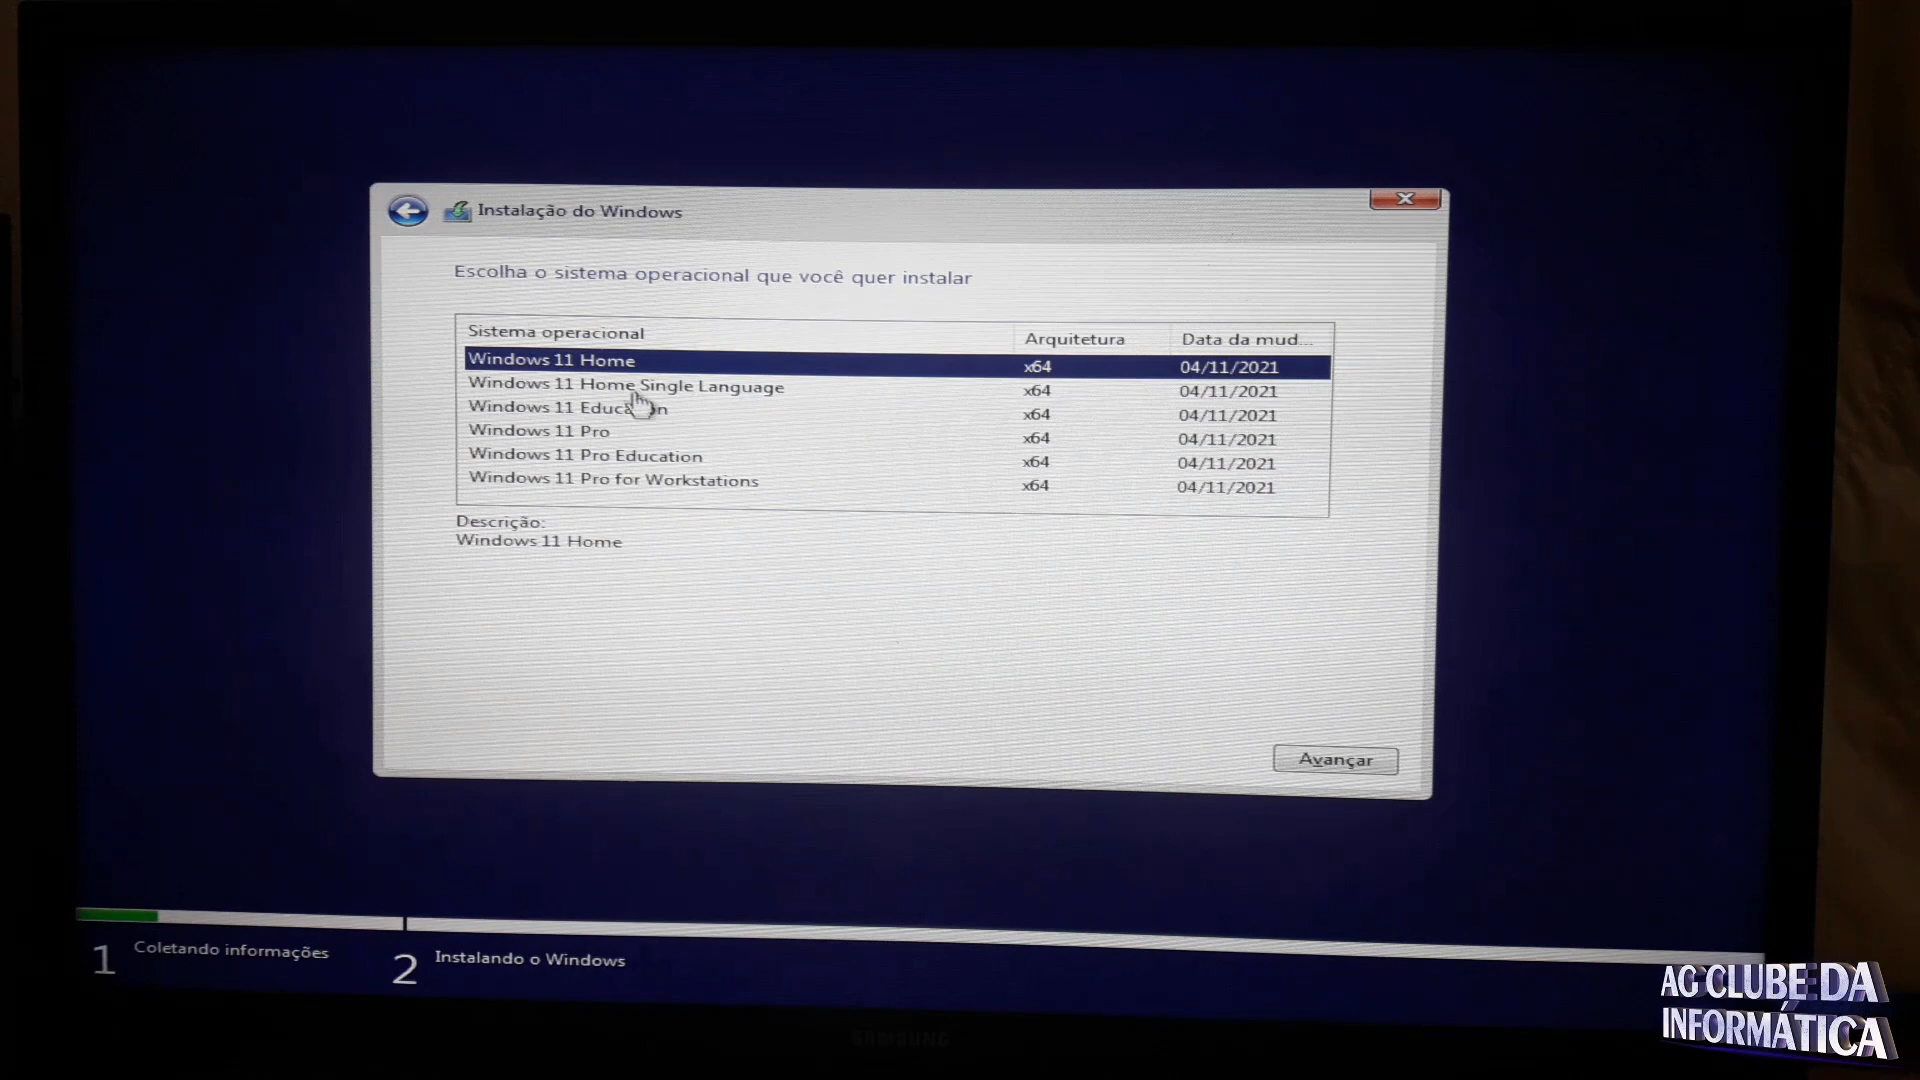 Instalação do Windows
Escolha o sistema operacional que você quer instalar
Sistema operacional Arquitetura Data da mud...
Windows 11 Home x64 04/11/2021
Windows 11 Home Single Language x64 04/11/2021
Windows 11 Education x64 04/11/2021
Windows 11 Pro x64 04/11/2021
Windows 11 Pro Education x64 04/11/2021
Windows 11 Pro for Workstations x64 04/11/2021
Descrição:
Windows 11 Home
Avançar
1 Coletando informações 2 Instalando o Windows
SAMSUNG
AG CLUBE DA
INFORMÁTICA